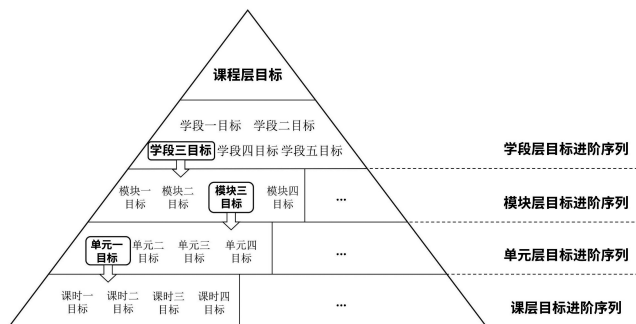 课程层目标
学段一目标 学段二目标
学段三目标 学段四目标 学段五目标
学段层目标进阶序列
模块一目标 模块二目标 模块三目标 模块四目标 ...
模块层目标进阶序列
单元一目标 单元二目标 单元三目标 单元四目标 ...
单元层目标进阶序列
课时一目标 课时二目标 课时三目标 课时四目标 ...
课层目标进阶序列